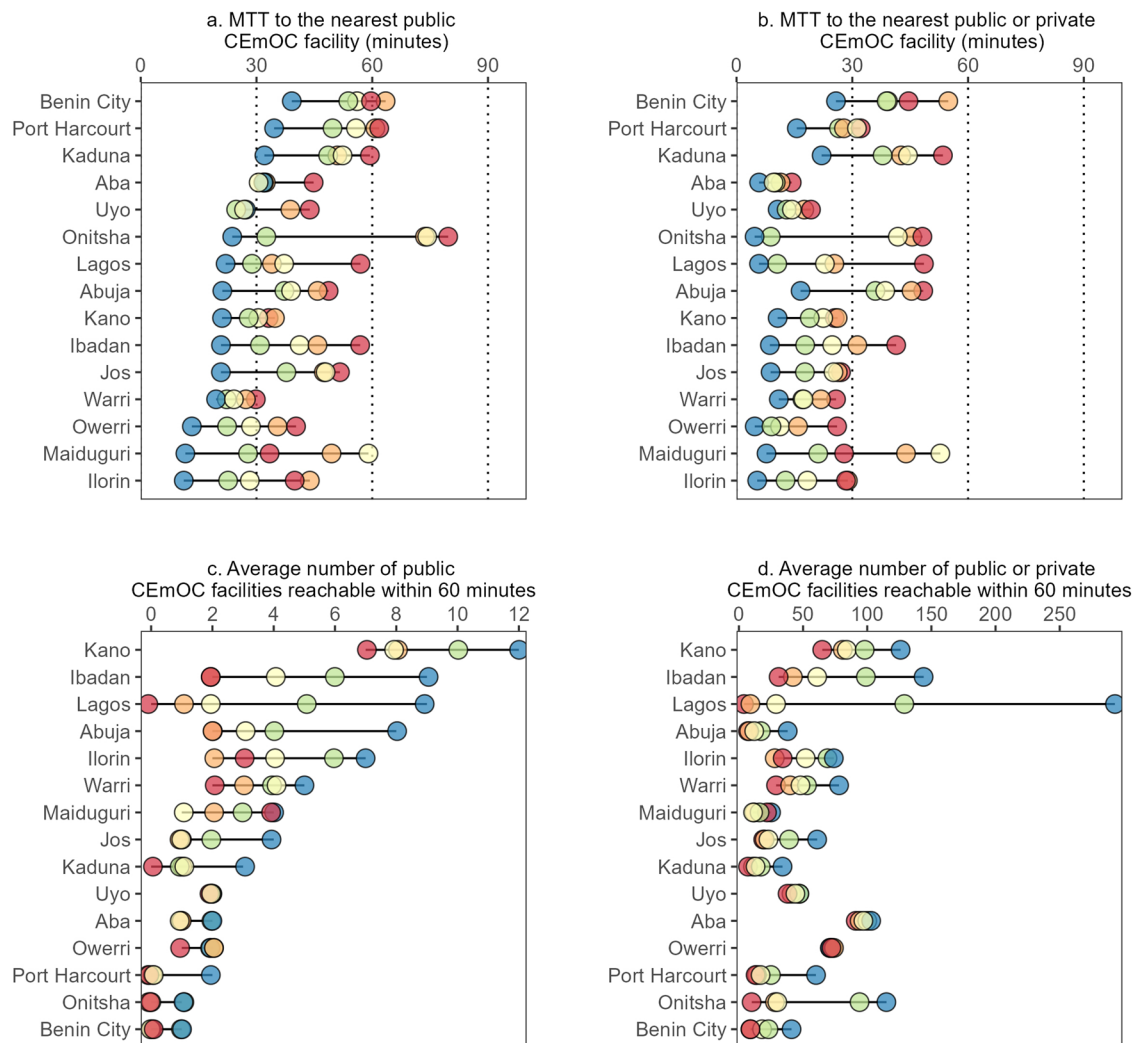 a. MTT to the nearest public
CEmOC facility (minutes)
0 30 60 90
Benin City
Port Harcourt
Kaduna
Aba
Uyo
Onitsha
Lagos
Abuja
Kano
Ibadan
Jos
Warri
Owerri
Maiduguri
Ilorin
b. MTT to the nearest public or private
CEmOC facility (minutes)
0 30 60 90
Benin City
Port Harcourt
Kaduna
Aba
Uyo
Onitsha
Lagos
Abuja
Kano
Ibadan
Jos
Warri
Owerri
Maiduguri
Ilorin
c. Average number of public
CEmOC facilities reachable within 60 minutes
0 2 4 6 8 10 12
Kano
Ibadan
Lagos
Abuja
Ilorin
Warri
Maiduguri
Jos
Kaduna
Uyo
Aba
Owerri
Port Harcourt
Onitsha
Benin City
d. Average number of public or private
CEmOC facilities reachable within 60 minutes
0 50 100 150 200 250
Kano
Ibadan
Lagos
Abuja
Ilorin
Warri
Maiduguri
Jos
Kaduna
Uyo
Aba
Owerri
Port Harcourt
Onitsha
Benin City